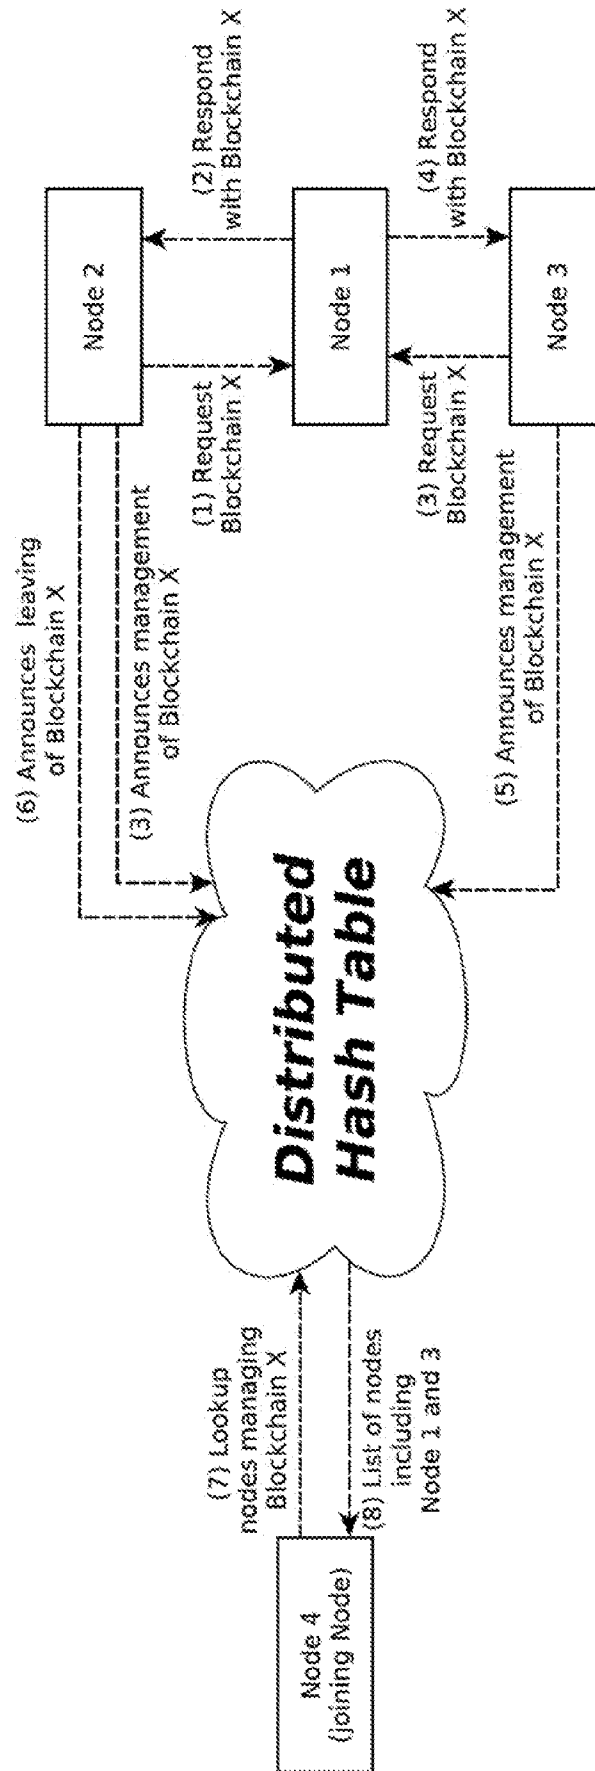 (6) Announces leaving
of Blockchain X
(3) Announces management
of Blockchain X
Node 2
(1) Request
Blockchain X
(2) Respond
with Blockchain X
(7) Lookup
nodes managing
Blockchain X
Node 4
(joining Node)
(8) List of nodes
including
Node 1 and 3
Distributed
Hash Table
Node 1
(3) Request
Blockchain X
(4) Respond
with Blockchain X
(5) Announces management
of Blockchain X
Node 3